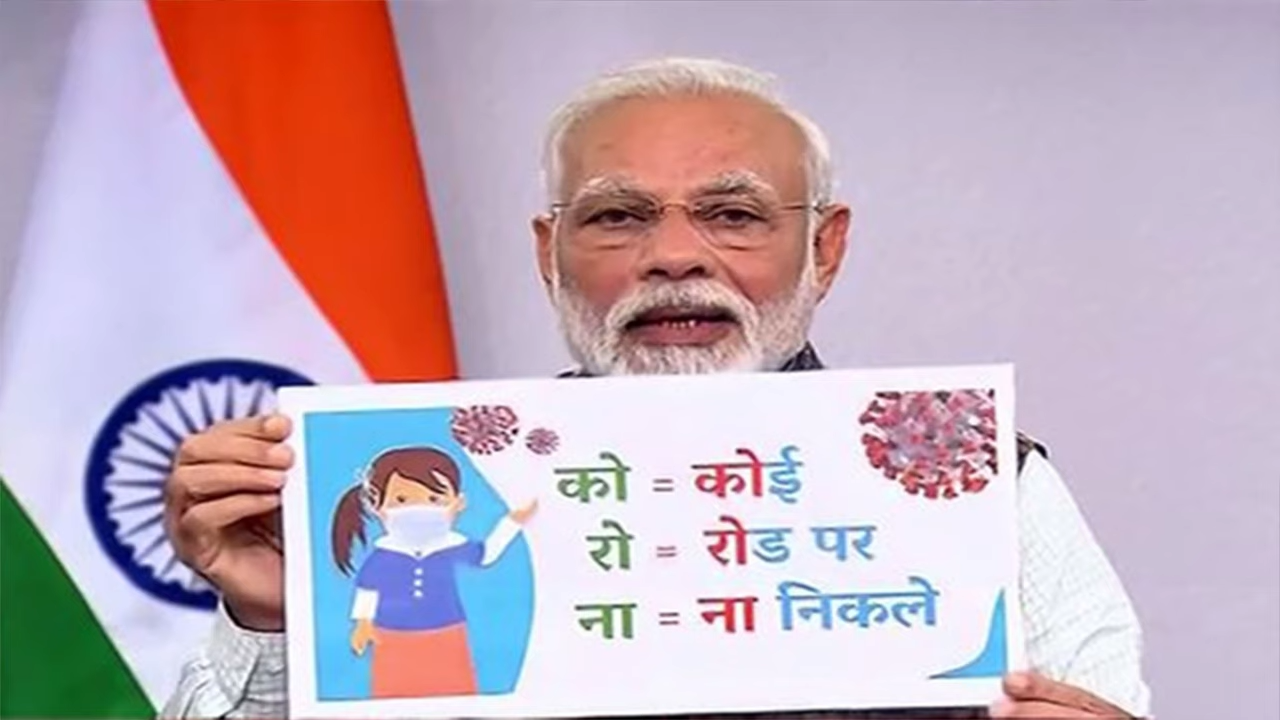 को = कोई
रो = रोड पर
ना = ना निकले